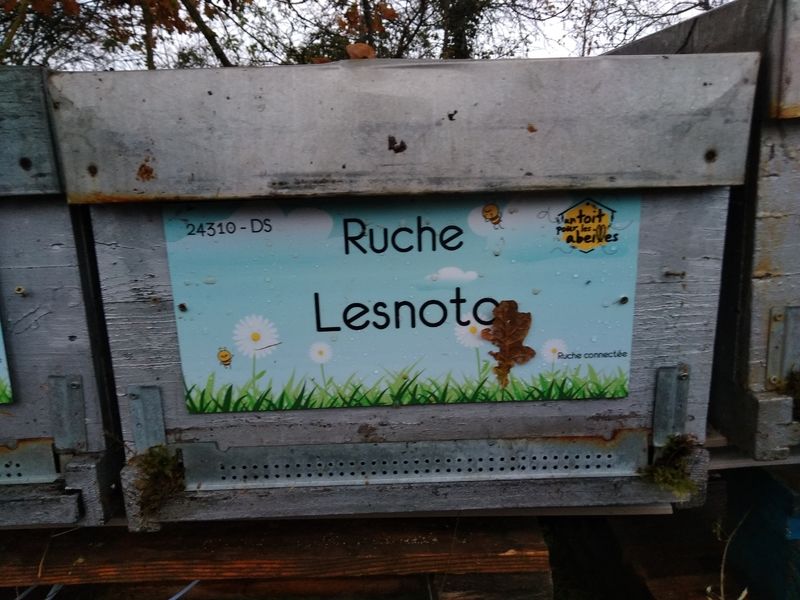 24310 - DS
Ruche
Lesnoto
un toit
pour les
abeilles
Ruche connectée